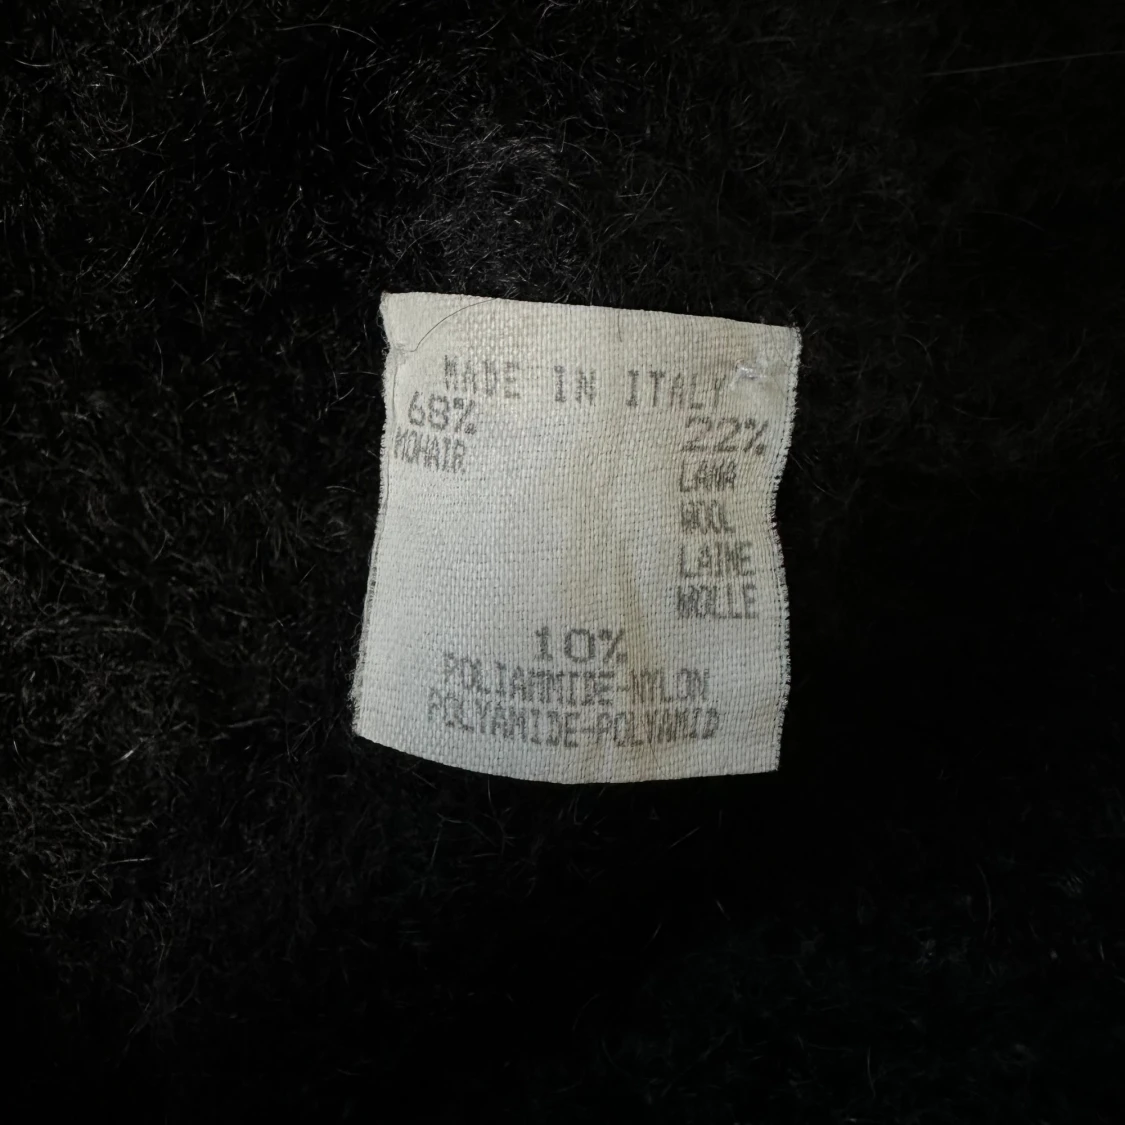 MADE IN ITALY
68%
MOHAIR
22%
LANA
WOOL
LAINE
WOLLE
10%
POLIAMMIDE-NYLON
POLYAMIDE-POLYAMID